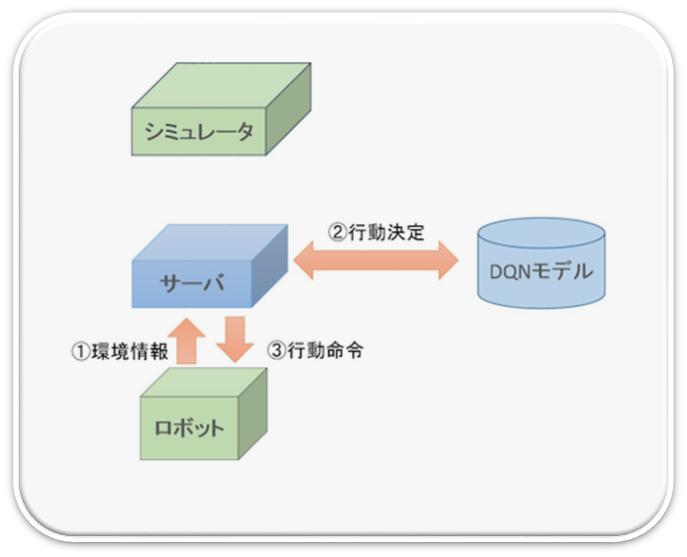 シミュレータ
②行動決定
サーバ
DQNモデル
①環境情報
③行動命令
ロボット